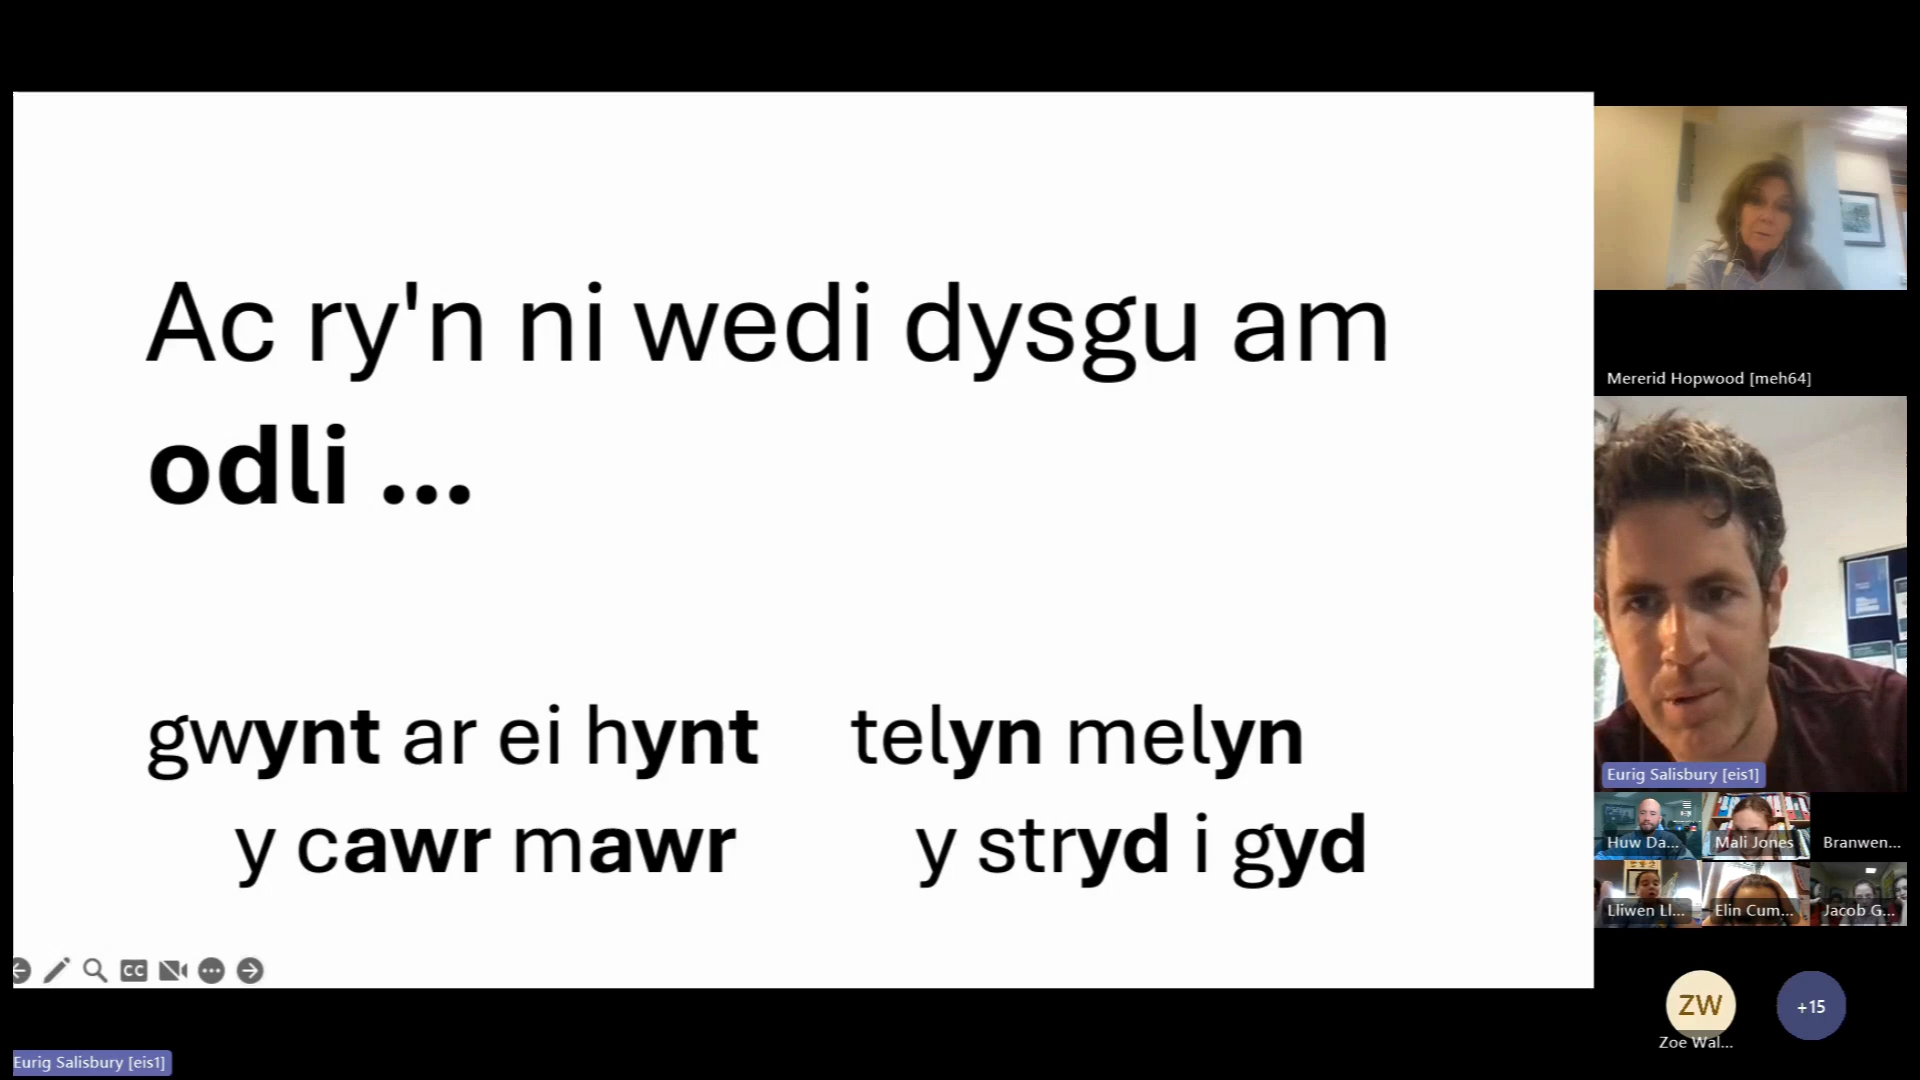 Ac ry'n ni wedi dysgu am
odli ...
gwynt ar ei hynt telyn melyn
y cawr mawr y stryd i gyd
CC
Mererid Hopwood [meh64]
Eurig Salisbury [eis1]
Huw Da... Mali Jones Branwen...
Lliwen Ll... Elin Cum... Jacob G...
ZW +15
Zoe Wal...
Eurig Salisbury [eis1]